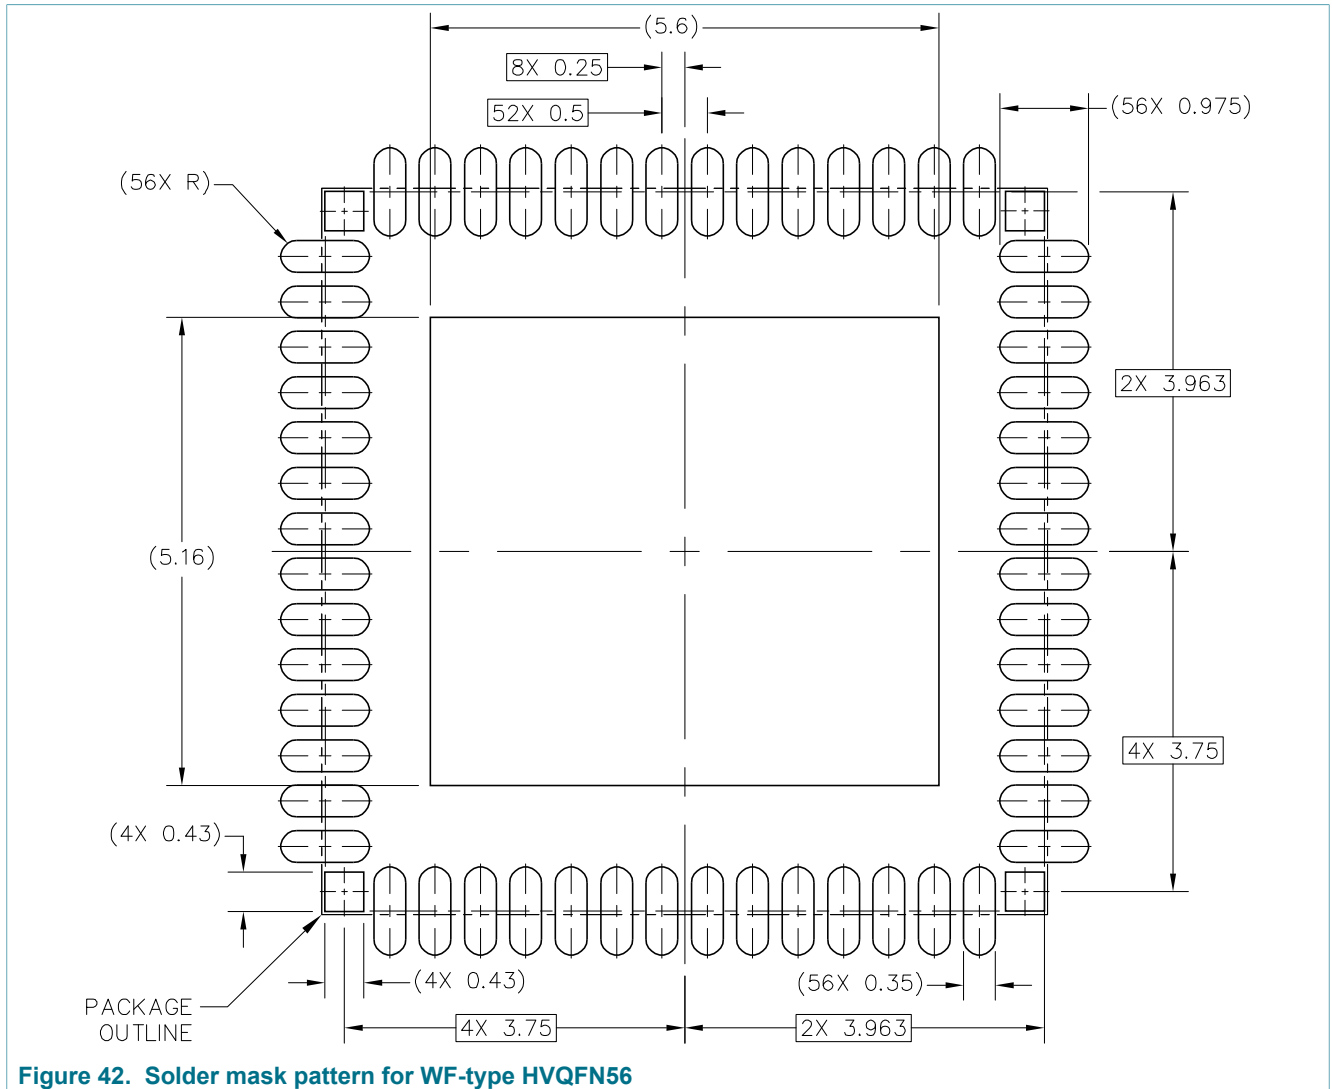 (5.6)
8X 0.25
52X 0.5
(56X 0.975)
(56X R)
2X 3.963
(5.16)
4X 3.75
(4X 0.43)
(4X 0.43)
(56X 0.35)
PACKAGE
OUTLINE
4X 3.75
2X 3.963
Figure 42. Solder mask pattern for WF-type HVQFN56